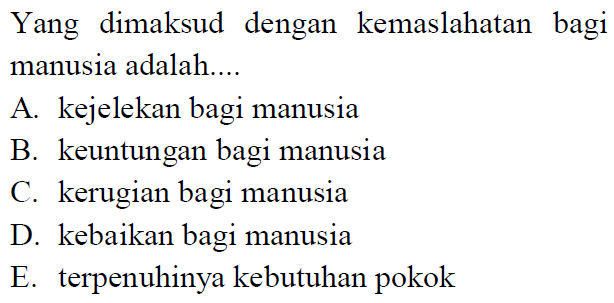 Yang dimaksud dengan kemaslahatan bagi
manusia adalah....
A. kejelekan bagi manusia
B. keuntungan bagi manusia
C. kerugian bagi manusia
D. kebaikan bagi manusia
E. terpenuhinya kebutuhan pokok